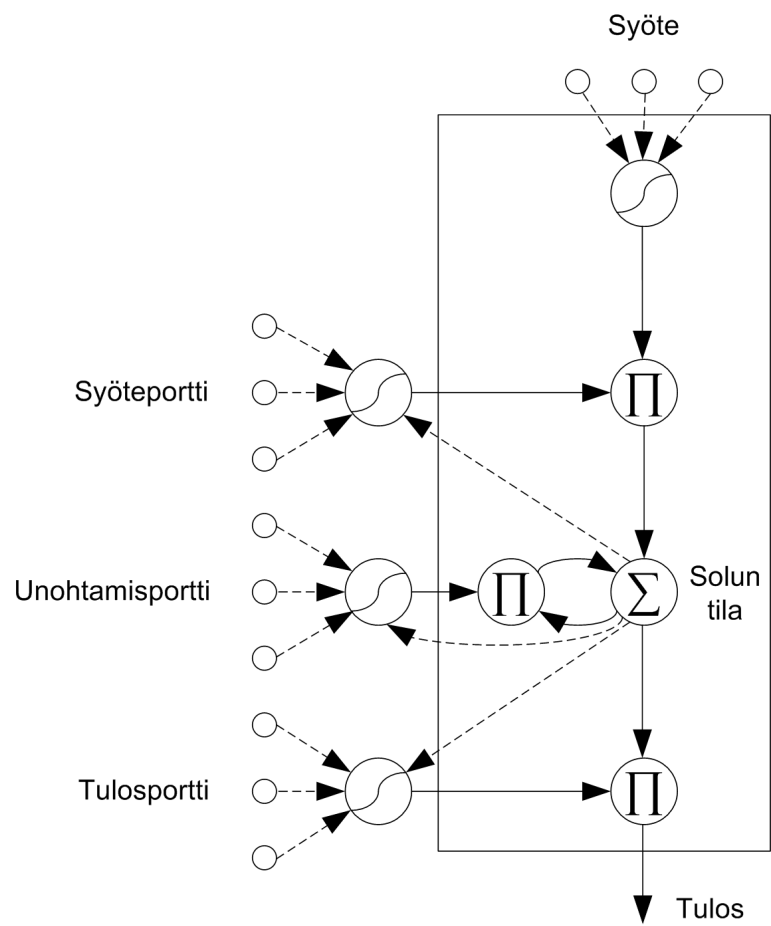 Syöte
Syöteportti
∏
Unohtamisportti
∏
∑
Solun
tila
Tulosportti
∏
Tulos